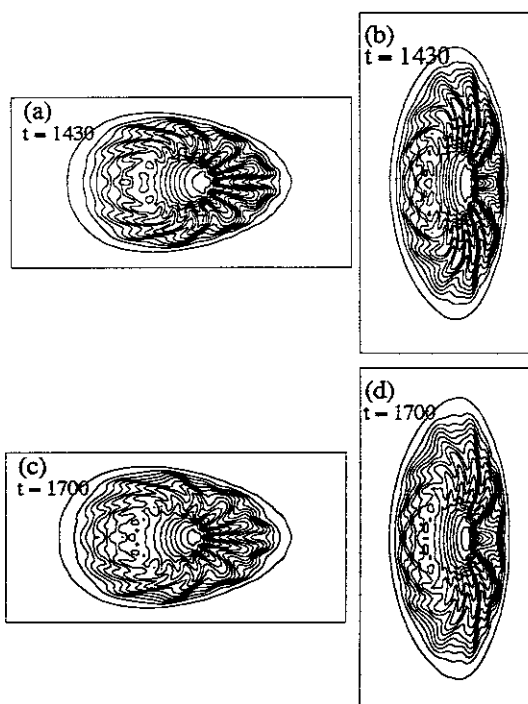 (a)
t = 1430
(b)
t = 1430
(c)
t = 1700
(d)
t = 1700